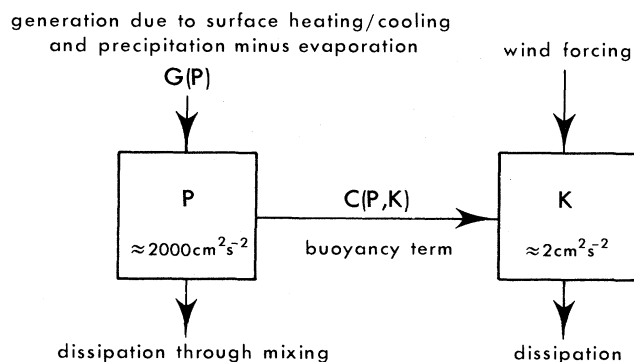 generation due to surface heating/cooling
and precipitation minus evaporation
G(P)
wind forcing
P
≈2000cm²s⁻²
C(P,K)
buoyancy term
K
≈2cm²s⁻²
dissipation through mixing
dissipation